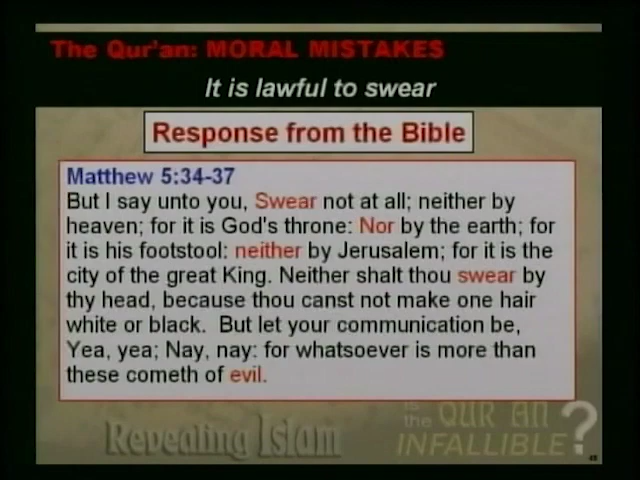 The Qur'an: MORAL MISTAKES
It is lawful to swear
Response from the Bible
Matthew 5:34-37
But I say unto you, Swear not at all; neither by
heaven; for it is God's throne: Nor by the earth; for
it is his footstool: neither by Jerusalem; for it is the
city of the great King. Neither shalt thou swear by
thy head, because thou canst not make one hair
white or black. But let your communication be,
Yea, yea; Nay, nay: for whatsoever is more than
these cometh of evil.
is
the QUR'AN
INFALLIBLE?
Islam